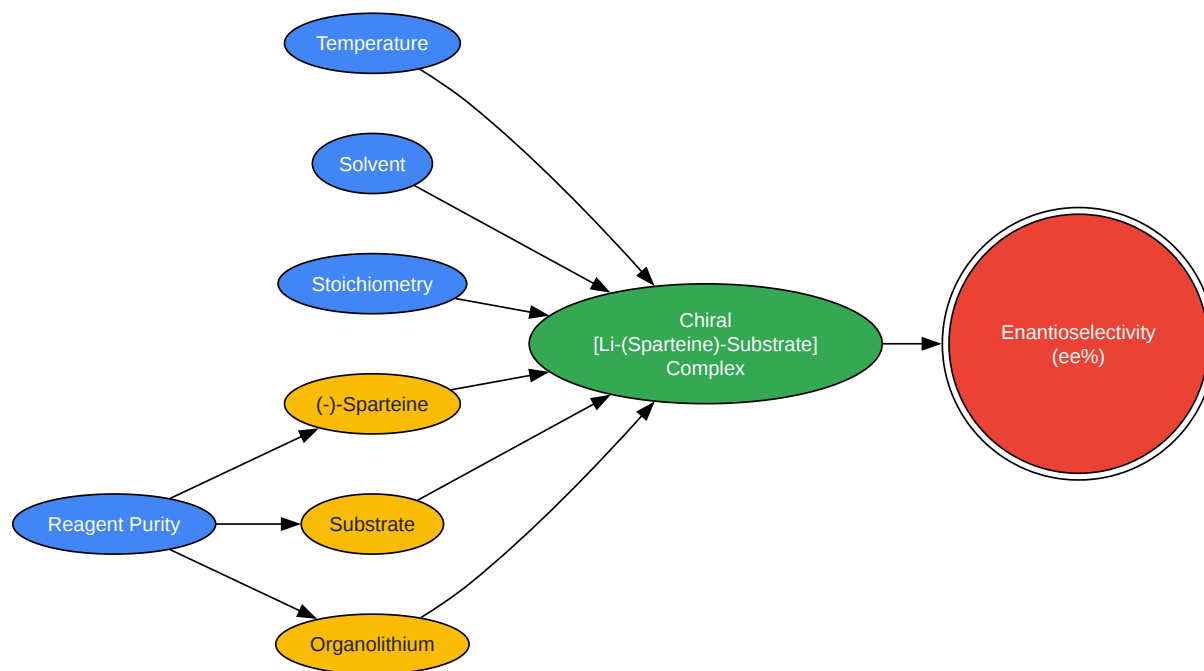 Temperature
Solvent
Stoichiometry
(-)-Sparteine
Reagent Purity
Substrate
Organolithium
Chiral
[Li-(Sparteine)-Substrate]
Complex
Enantioselectivity
(ee%)